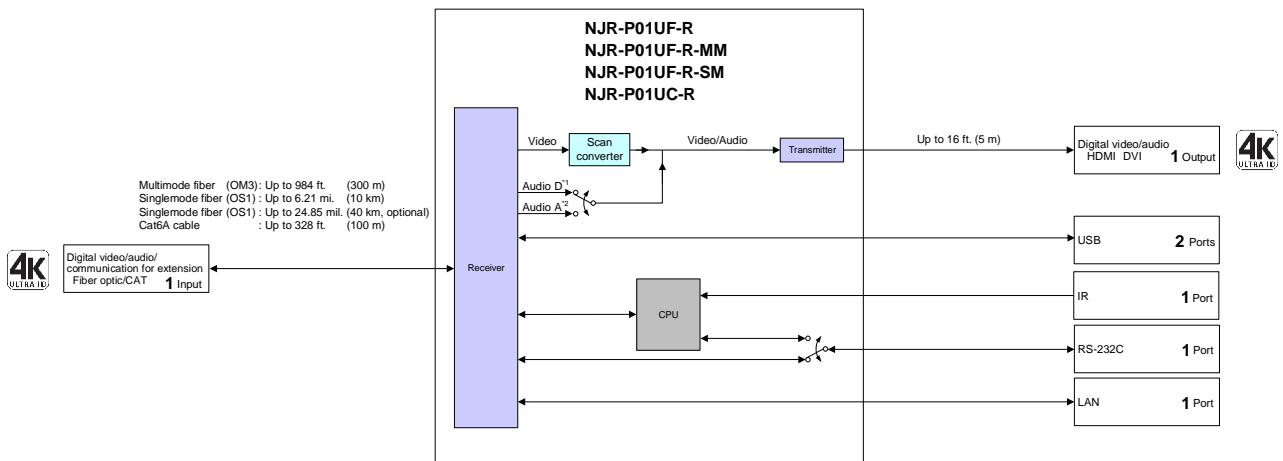 NJR-P01UF-R
NJR-P01UF-R-MM
NJR-P01UF-R-SM
NJR-P01UC-R
Video
Scan
converter
Video/Audio
Transmitter
Up to 16 ft. (5 m)
Digital video/audio
HDMI DVI 1 Output
4K
ULTRA HD
Multimode fiber (OM3) : Up to 984 ft. (300 m)
Singlemode fiber (OS1) : Up to 6.21 mi. (10 km)
Singlemode fiber (OS1) : Up to 24.85 mil. (40 km, optional)
Cat6A cable : Up to 328 ft. (100 m)
Audio D*1
Audio A*2
4K
ULTRA HD
Digital video/audio/
communication for extension
Fiber optic/CAT 1 Input
Receiver
USB 2 Ports
CPU
IR 1 Port
RS-232C 1 Port
LAN 1 Port